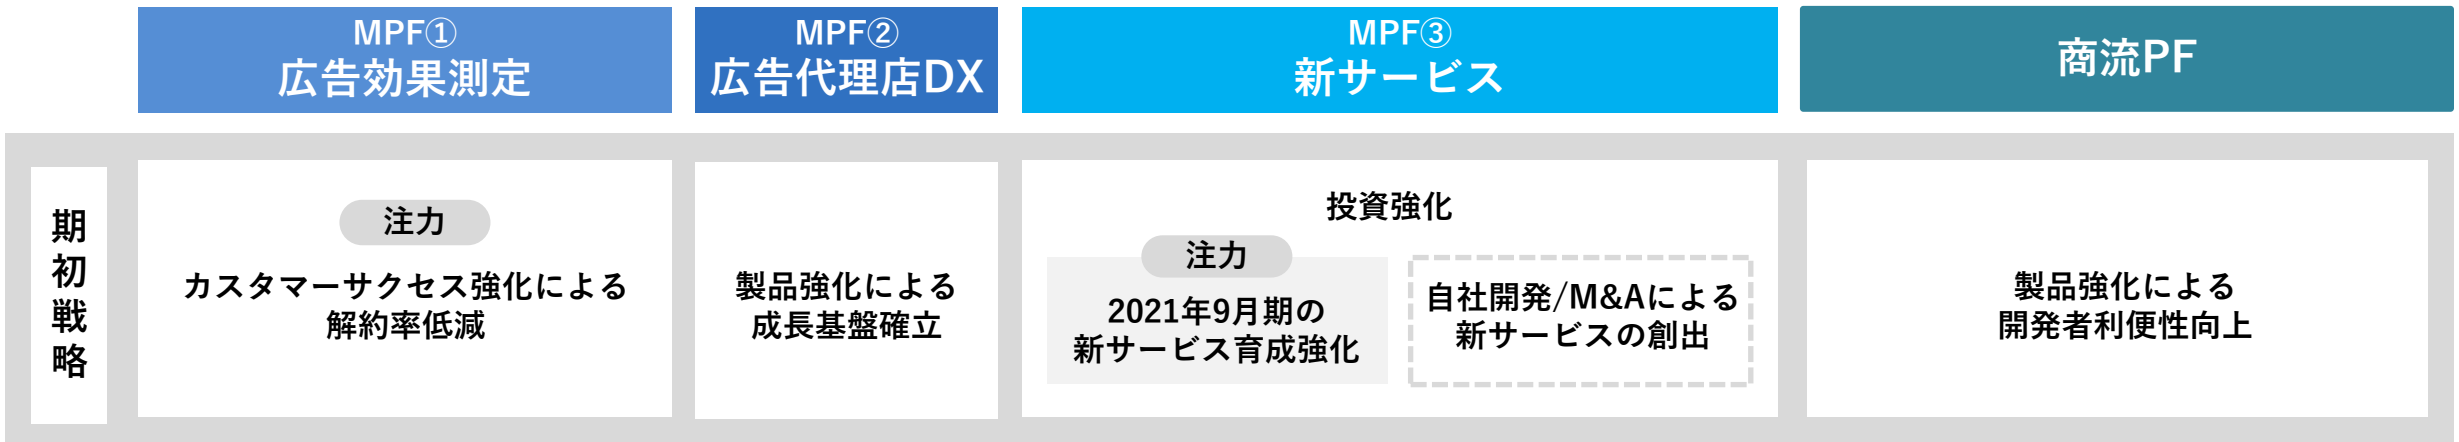 MPF①
広告効果測定
MPF②
広告代理店DX
MPF③
新サービス
商流PF
期初戦略
注力
カスタマーサクセス強化による
解約率低減
製品強化による
成長基盤確立
投資強化
注力
2021年9月期の
新サービス育成強化
自社開発/M&Aによる
新サービスの創出
製品強化による
開発者利便性向上